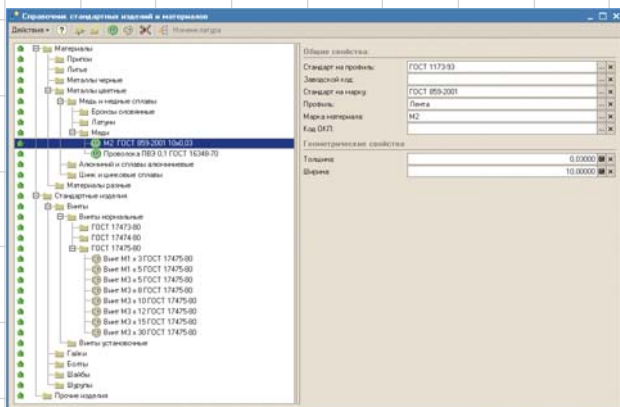 Справочник стандартных изделий и материалов
Действия ? Номенклатура
Материалы
Припои
Литье
Металлы черные
Металлы цветные
Медь и медные сплавы
Бронзы оловянные
Латуни
Меди
М2 ГОСТ 859-2001 10х0,03
Проволока ПВЭ 0,1 ГОСТ 16348-70
Алюминий и сплавы алюминиевые
Цинк и цинковые сплавы
Материалы разные
Стандартные изделия
Винты
Винты нормальные
ГОСТ 17473-80
ГОСТ 17474-80
ГОСТ 17475-80
Винт М1 х 3 ГОСТ 17475-80
Винт М1 х 5 ГОСТ 17475-80
Винт М3 х 5 ГОСТ 17475-80
Винт М3 х 8 ГОСТ 17475-80
Винт М3 х 10 ГОСТ 17475-80
Винт М3 х 12 ГОСТ 17475-80
Винт М3 х 15 ГОСТ 17475-80
Винт М3 х 30 ГОСТ 17475-80
Винты установочные
Гайки
Болты
Шайбы
Шурупы
Прочие изделия
Общие свойства
Стандарт на профиль: ГОСТ 1173-93
Заводской код:
Стандарт на марку: ГОСТ 859-2001
Профиль: Лента
Марка материала: М2
Код ОКП:
Геометрические свойства
Толщина: 0,03000
Ширина: 10,00000